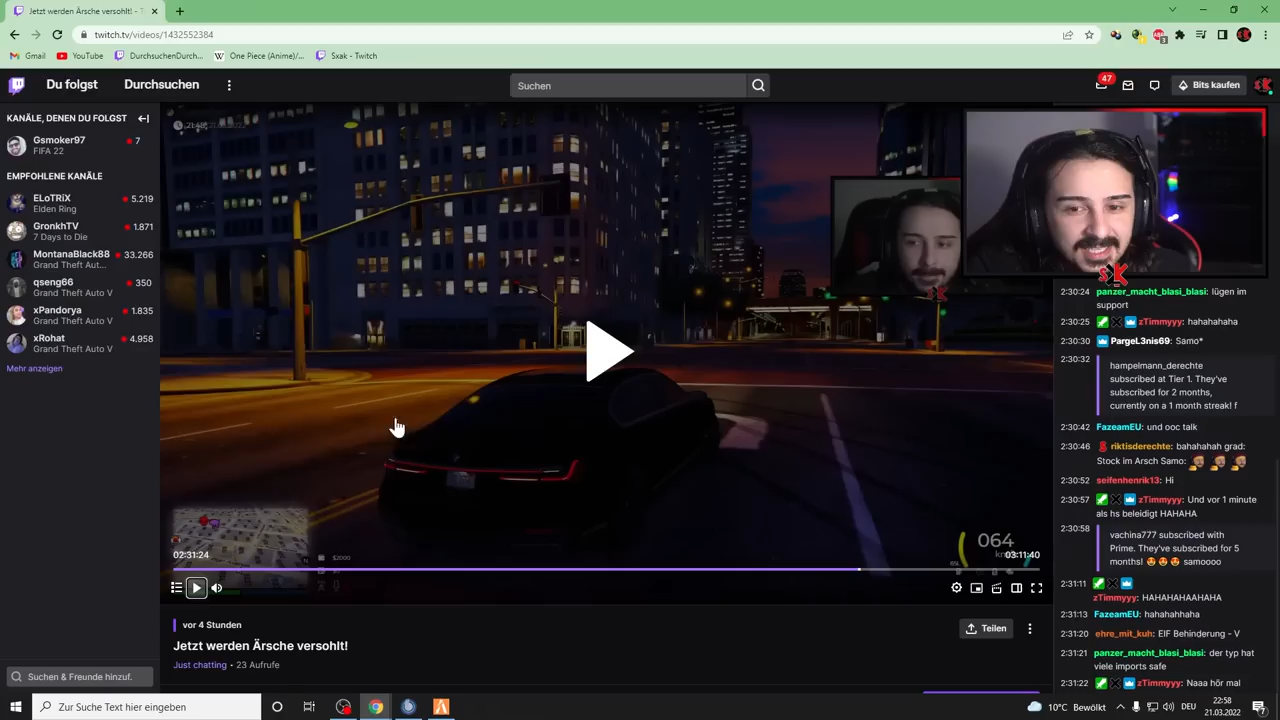 Jetzt werden Ärsche versohlt! - T
twitch.tv/videos/1432552384
Gmail
YouTube
DurchsuchenDurch...
One Piece (Anime)/...
Sxak - Twitch
Du folgst
Durchsuchen
Suchen
47
Bits kaufen
KANÄLE, DENEN DU FOLGST
Gsmoker97
7
FIFA 22
EMPFOHLENE KANÄLE
ELoTRiX
5.219
Elden Ring
GronkhTV
1.871
7 Days to Die
MontanaBlack88
33.266
Grand Theft Aut...
qseng66
350
Grand Theft Auto V
xPandorya
1.835
Grand Theft Auto V
xRohat
4.958
Grand Theft Auto V
Mehr anzeigen
Suchen & Freunde hinzuf.
02:31:24
064
03:11:40
vor 4 Stunden
Jetzt werden Ärsche versohlt!
Just chatting • 23 Aufrufe
Teilen
2:30:24 panzer_macht_blasi_blasi: lügen im
support
2:30:25 zTimmyyy: hahahahaha
2:30:30 PargeL3nis69: Samo*
2:30:32
hampelmann_derechte
subscribed at Tier 1. They've
subscribed for 2 months,
currently on a 1 month streak! f
2:30:42 FazeamEU: und ooc talk
2:30:46 riktisderechte: bahahahah grad:
Stock im Arsch Samo:
2:30:52 seifenhenrik13: Hi
2:30:57 zTimmyyy: Und vor 1 minute
als hs beleidigt HAHAHA
2:30:58
vachina777 subscribed with
Prime. They've subscribed for 5
months! 😍😍😍 samoooo
2:31:11
zTimmyyy: HAHAHAHAAHAHA
2:31:13 FazeamEU: hahahahhaha
2:31:20 ehre_mit_kuh: EIF Behinderung - V
2:31:21 panzer_macht_blasi_blasi: der typ hat
viele imports safe
2:31:22 zTimmyyy: Naaa hör mal
Zur Suche Text hier eingeben
10°C Bewölkt
DEU
22:58
21.03.2022
7